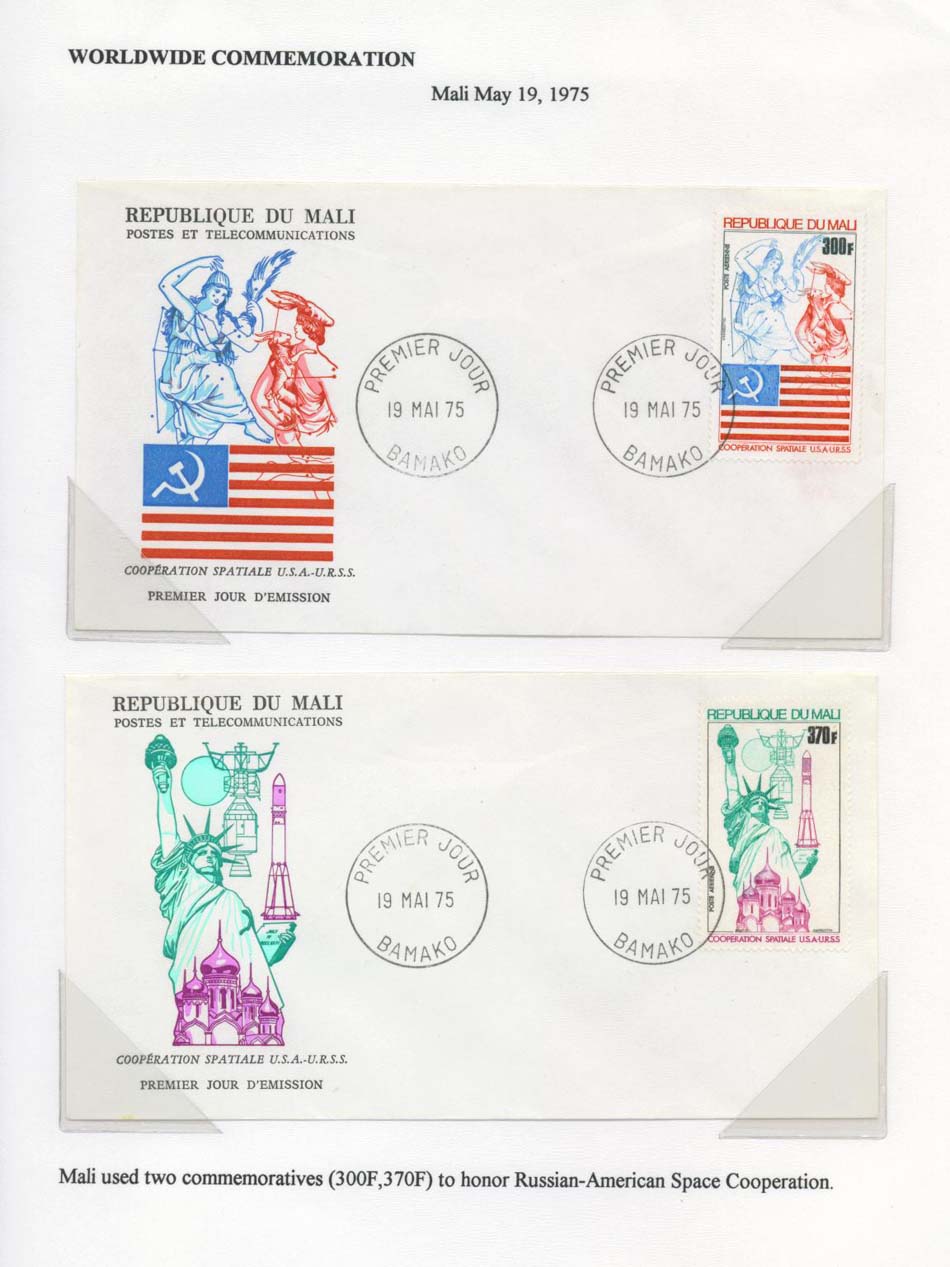 WORLDWIDE COMMEMORATION
Mali May 19, 1975
REPUBLIQUE DU MALI
POSTES ET TELECOMMUNICATIONS
PREMIER JOUR
19 MAI 75
BAMAKO
PREMIER JOUR
19 MAI 75
BAMAKO
REPUBLIQUE DU MALI
300F
POSTE AERIENNE
COOPERATION SPATIALE U.S.A-U.R.S.S
COOPÉRATION SPATIALE U.S.A.-U.R.S.S.
PREMIER JOUR D'EMISSION
REPUBLIQUE DU MALI
POSTES ET TELECOMMUNICATIONS
PREMIER JOUR
19 MAI 75
BAMAKO
PREMIER JOUR
19 MAI 75
BAMAKO
REPUBLIQUE DU MALI
370F
POSTE AERIENNE
COOPERATION SPATIALE U.S.A-U.R.S.S
COOPÉRATION SPATIALE U.S.A.-U.R.S.S.
PREMIER JOUR D'EMISSION
Mali used two commemoratives (300F,370F) to honor Russian-American Space Cooperation.